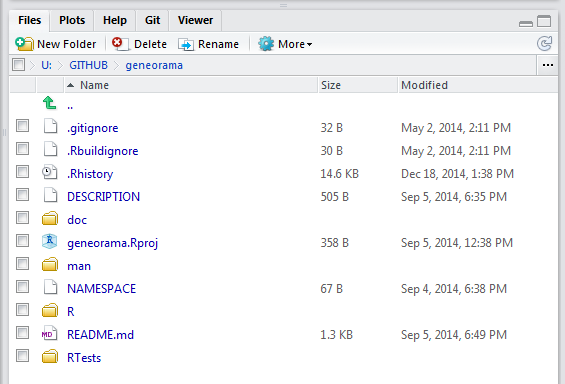 Files Plots Help Git Viewer
New Folder Delete Rename More
U: GITHUB geneorama ...
Name Size Modified
..
.gitignore 32 B May 2, 2014, 2:11 PM
.Rbuildignore 30 B May 2, 2014, 2:11 PM
.Rhistory 14.6 KB Dec 18, 2014, 1:38 PM
DESCRIPTION 505 B Sep 5, 2014, 6:35 PM
doc
R geneorama.Rproj 358 B Sep 5, 2014, 12:38 PM
man
NAMESPACE 67 B Sep 4, 2014, 6:38 PM
R
MD README.md 1.3 KB Sep 5, 2014, 6:49 PM
RTests